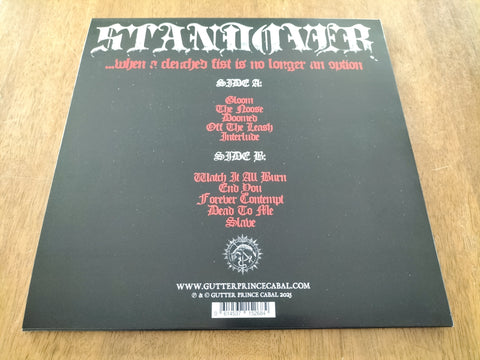 STANDOVER
...when a clenched fist is no longer an option
SIDE A:
Gloom
The Noose
Doomed
Off The Leash
Interlude
SIDE B:
Watch It All Burn
End You
Forever Contempt
Dead To Me
Slave
WWW.GUTTERPRINCECABAL.COM
℗ & © GUTTER PRINCE CABAL 2025